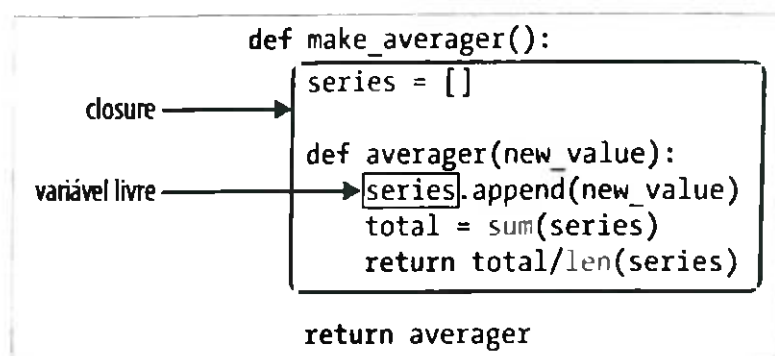 def make_averager():
series = []
closure
def averager(new_value):
variável livre
series.append(new_value)
total = sum(series)
return total/len(series)
return averager